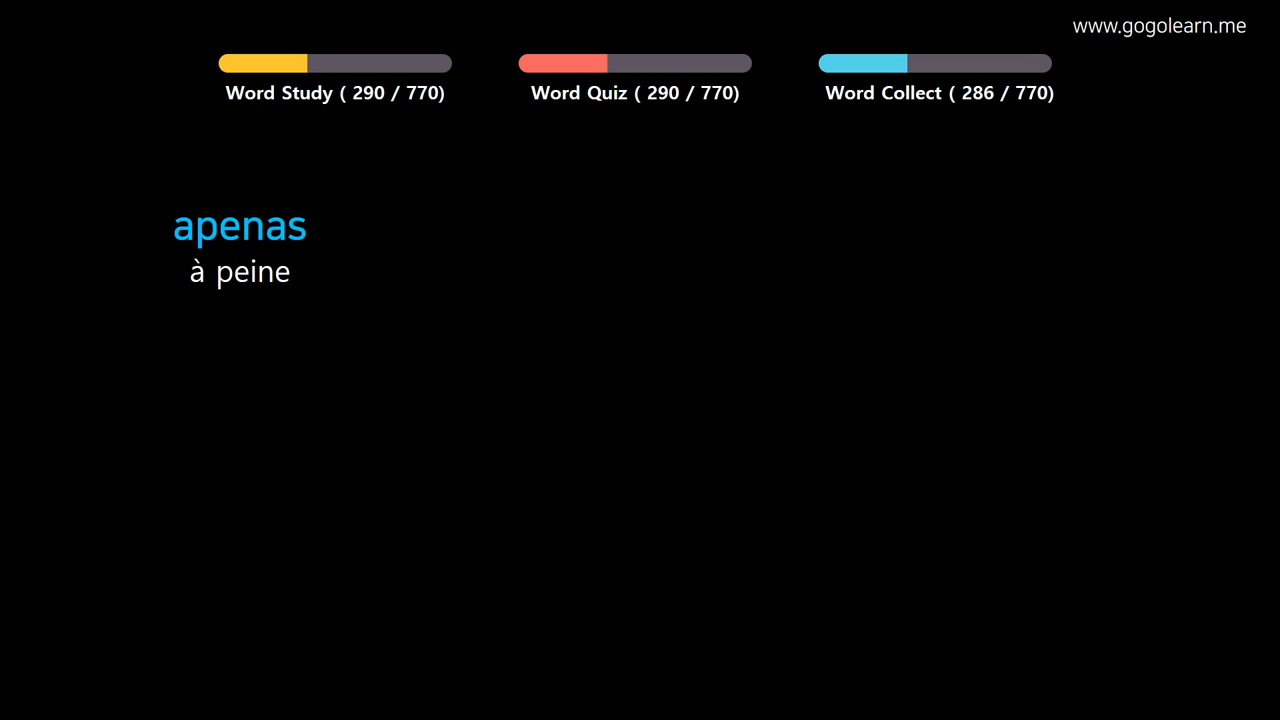 www.gogolearn.me
Word Study ( 290 / 770)
Word Quiz ( 290 / 770)
Word Collect ( 286 / 770)
apenas
à peine